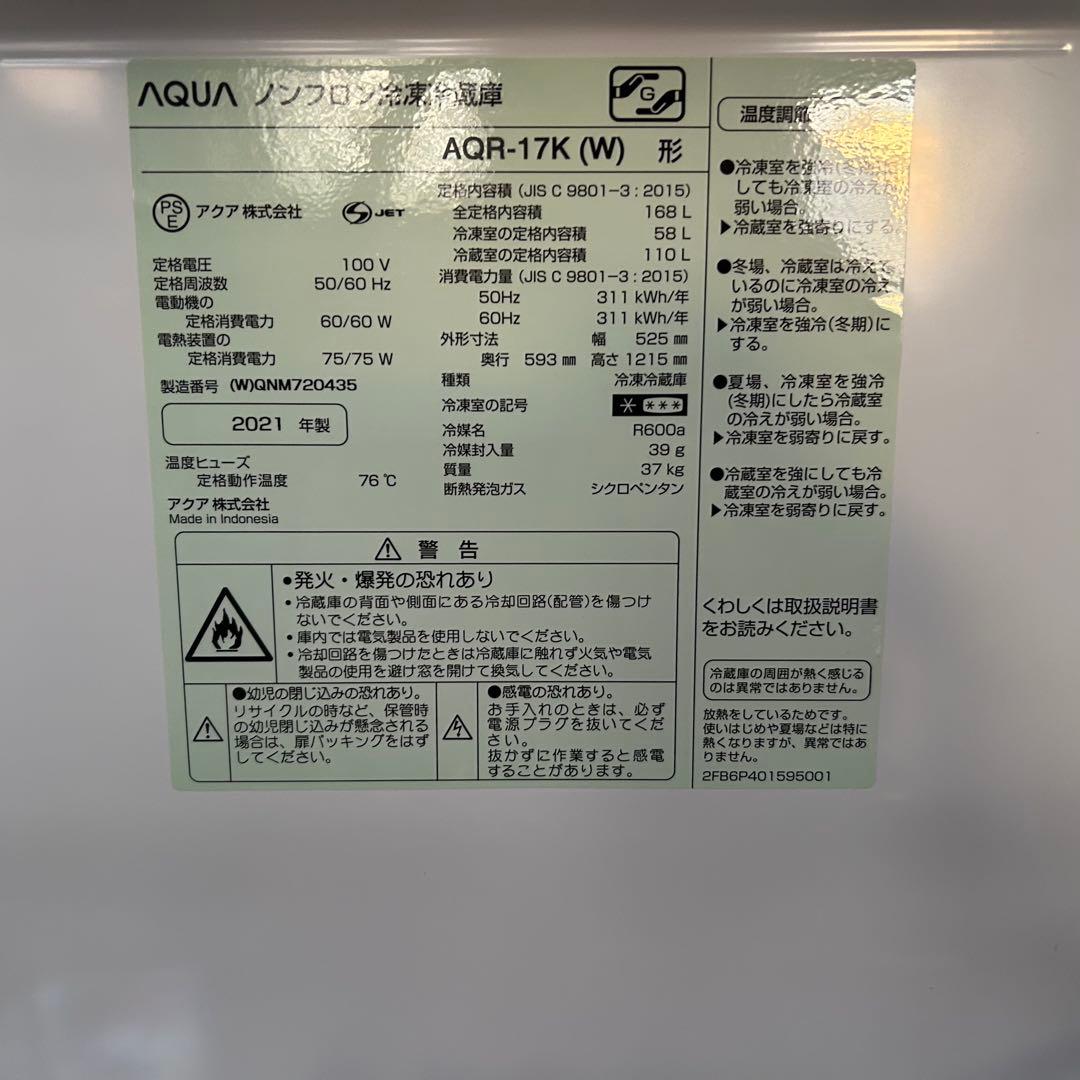 AQUA ノンフロン冷凍冷蔵庫
G
AQR-17K (W) 形
PS
E
アクア 株式会社
JET
定格電圧 100 V
定格周波数 50/60 Hz
電動機の
定格消費電力 60/60 W
電熱装置の
定格消費電力 75/75 W
製造番号 (W)QNM720435
2021 年製
温度ヒューズ
定格動作温度 76 ℃
アクア 株式会社
Made in Indonesia
定格内容積 (JIS C 9801-3 : 2015)
全定格内容積 168 L
冷凍室の定格内容積 58 L
冷蔵室の定格内容積 110 L
消費電力量 (JIS C 9801-3 : 2015)
50Hz 311 kWh/年
60Hz 311 kWh/年
外形寸法 幅 525 ㎜
奥行 593 ㎜ 高さ 1215 ㎜
種類 冷凍冷蔵庫
冷凍室の記号 * ***
冷媒名 R600a
冷媒封入量 39 g
質量 37 kg
断熱発泡ガス シクロペンタン
⚠ 警 告
●発火・爆発の恐れあり
・冷蔵庫の背面や側面にある冷却回路(配管)を傷つけ
ないでください。
・庫内では電気製品を使用しないでください。
・冷却回路を傷つけたときは冷蔵庫に触れず火気や電気
製品の使用を避け窓を開けて換気してください。
●幼児の閉じ込みの恐れあり。
リサイクルの時など、保管時
の幼児閉じ込みが懸念される
場合は、扉パッキングをはず
してください。
●感電の恐れあり。
お手入れのときは、必ず
電源プラグを抜いてくだ
さい。
抜かずに作業すると感電
することがあります。
温度調節
●冷凍室を強冷(冬期)に
しても冷凍室の冷えが
弱い場合。
▶冷蔵室を強寄りにする。
●冬場、冷蔵室は冷えて
いるのに冷凍室の冷え
が弱い場合。
▶冷凍室を強冷(冬期)に
する。
●夏場、冷凍室を強冷
(冬期)にしたら冷蔵室
の冷えが弱い場合。
▶冷凍室を弱寄りに戻す。
●冷蔵室を強にしても冷
蔵室の冷えが弱い場合。
▶冷凍室を弱寄りに戻す。
くわしくは取扱説明書
をお読みください。
冷蔵庫の周囲が熱く感じる
のは異常ではありません。
放熱をしているためです。
使いはじめや夏場などは特に
熱くなりますが、異常ではあ
りません。
2FB6P401595001